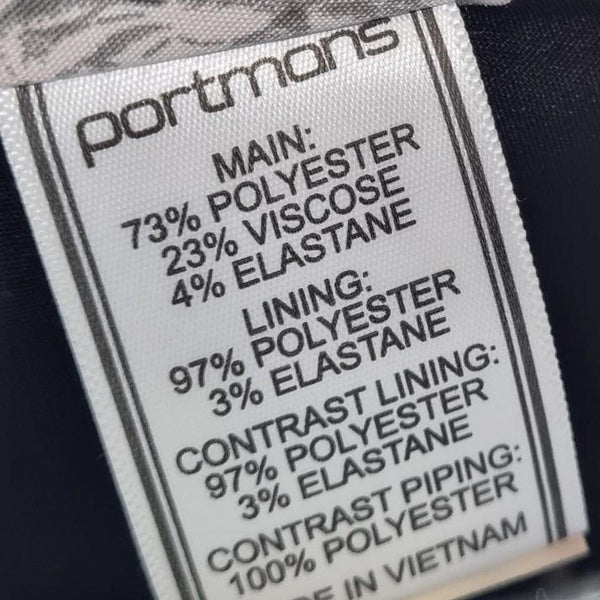 portmans
MAIN:
73% POLYESTER
23% VISCOSE
4% ELASTANE
LINING:
97% POLYESTER
3% ELASTANE
CONTRAST LINING:
97% POLYESTER
3% ELASTANE
CONTRAST PIPING:
100% POLYESTER
IN VIETNAM